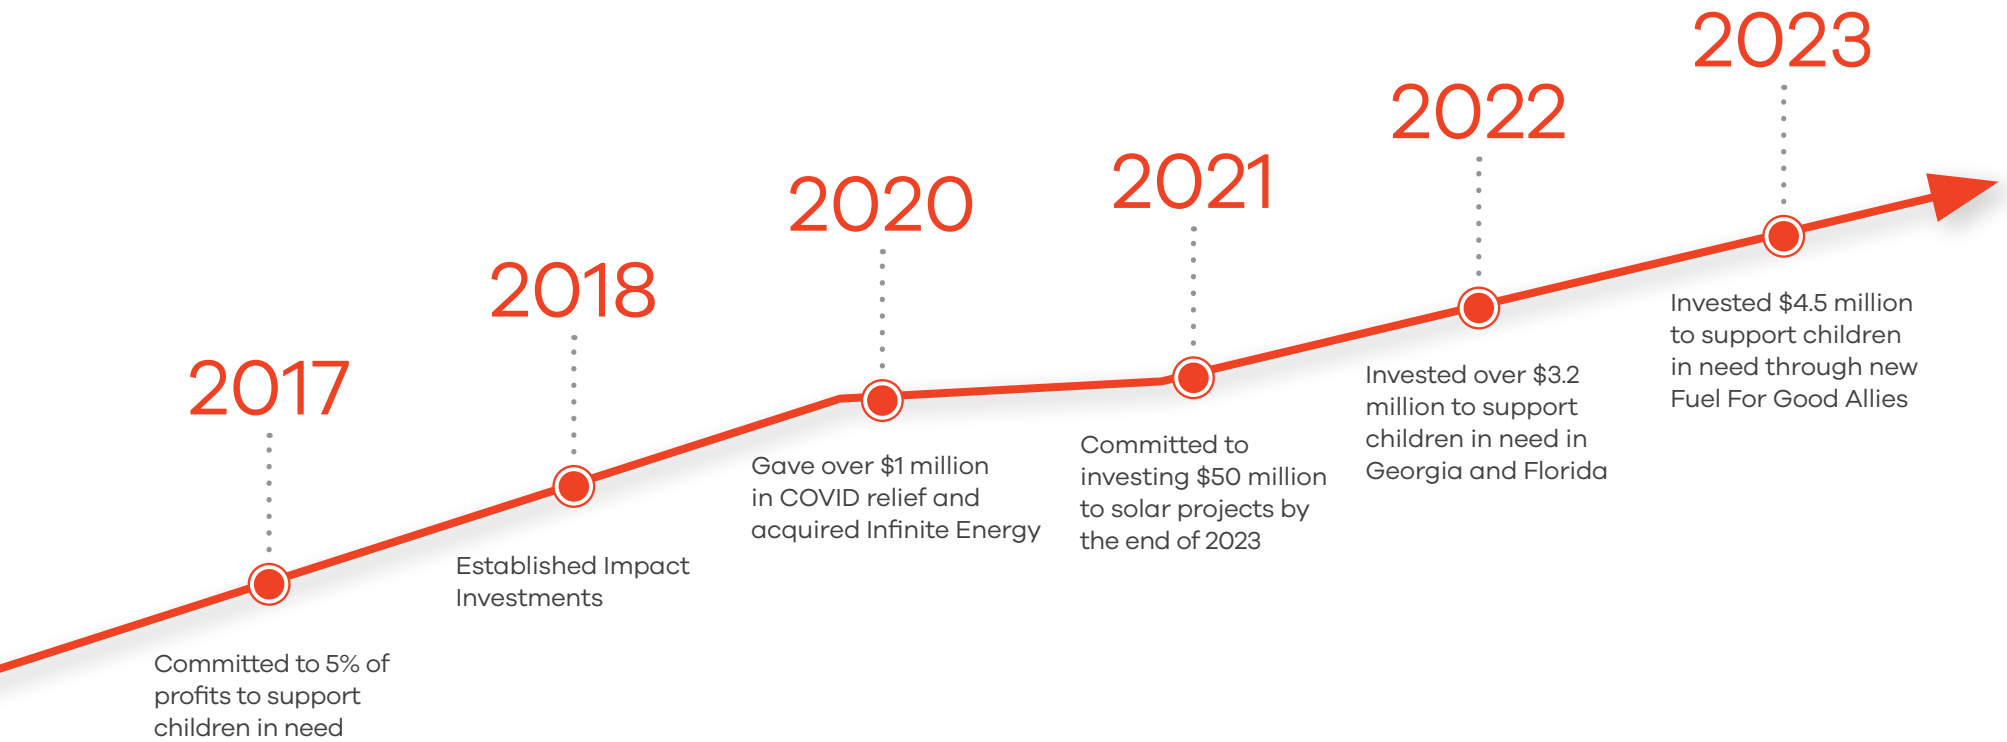 2017
Committed to 5% of
profits to support
children in need
2018
Established Impact
Investments
2020
Gave over $1 million
in COVID relief and
acquired Infinite Energy
2021
Committed to
investing $50 million
to solar projects by
the end of 2023
2022
Invested over $3.2
million to support
children in need in
Georgia and Florida
2023
Invested $4.5 million
to support children
in need through new
Fuel For Good Allies